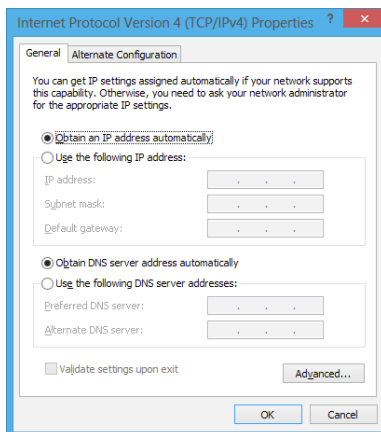 Internet Protocol Version 4 (TCP/IPv4) Properties ? ×
General Alternate Configuration
You can get IP settings assigned automatically if your network supports
this capability. Otherwise, you need to ask your network administrator
for the appropriate IP settings.
Obtain an IP address automatically
Use the following IP address:
IP address: . . .
Subnet mask: . . .
Default gateway: . . .
Obtain DNS server address automatically
Use the following DNS server addresses:
Preferred DNS server: . . .
Alternate DNS server: . . .
Validate settings upon exit
Advanced...
OK Cancel